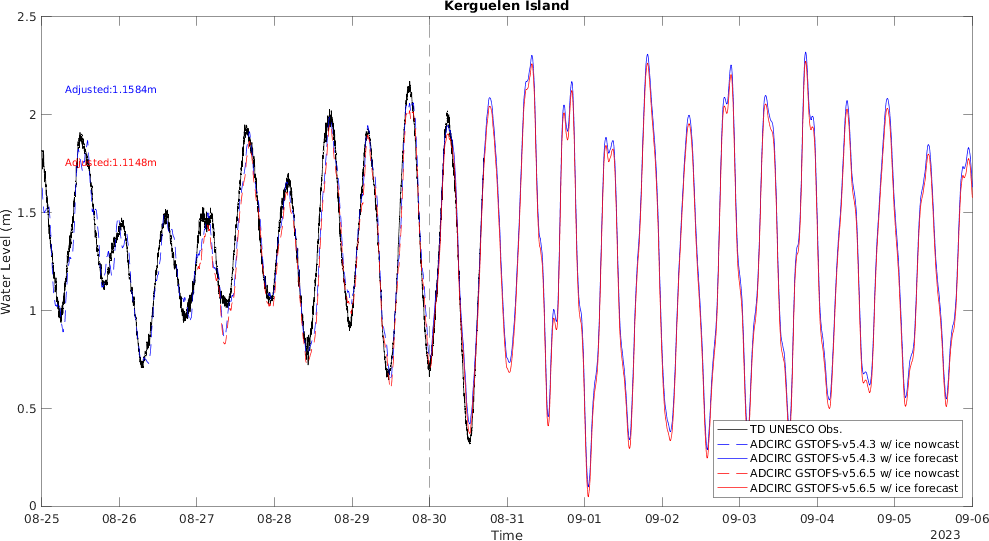 Kerguelen Island
2.5
2
1.5
1
0.5
0
Water Level (m)
Adjusted:1.1584m
Adjusted:1.1148m
TD UNESCO Obs.
ADCIRC GSTOFS-v5.4.3 w/ ice nowcast
ADCIRC GSTOFS-v5.4.3 w/ ice forecast
ADCIRC GSTOFS-v5.6.5 w/ ice nowcast
ADCIRC GSTOFS-v5.6.5 w/ ice forecast
08-25 08-26 08-27 08-28 08-29 08-30 08-31 09-01 09-02 09-03 09-04 09-05 09-06
Time
2023